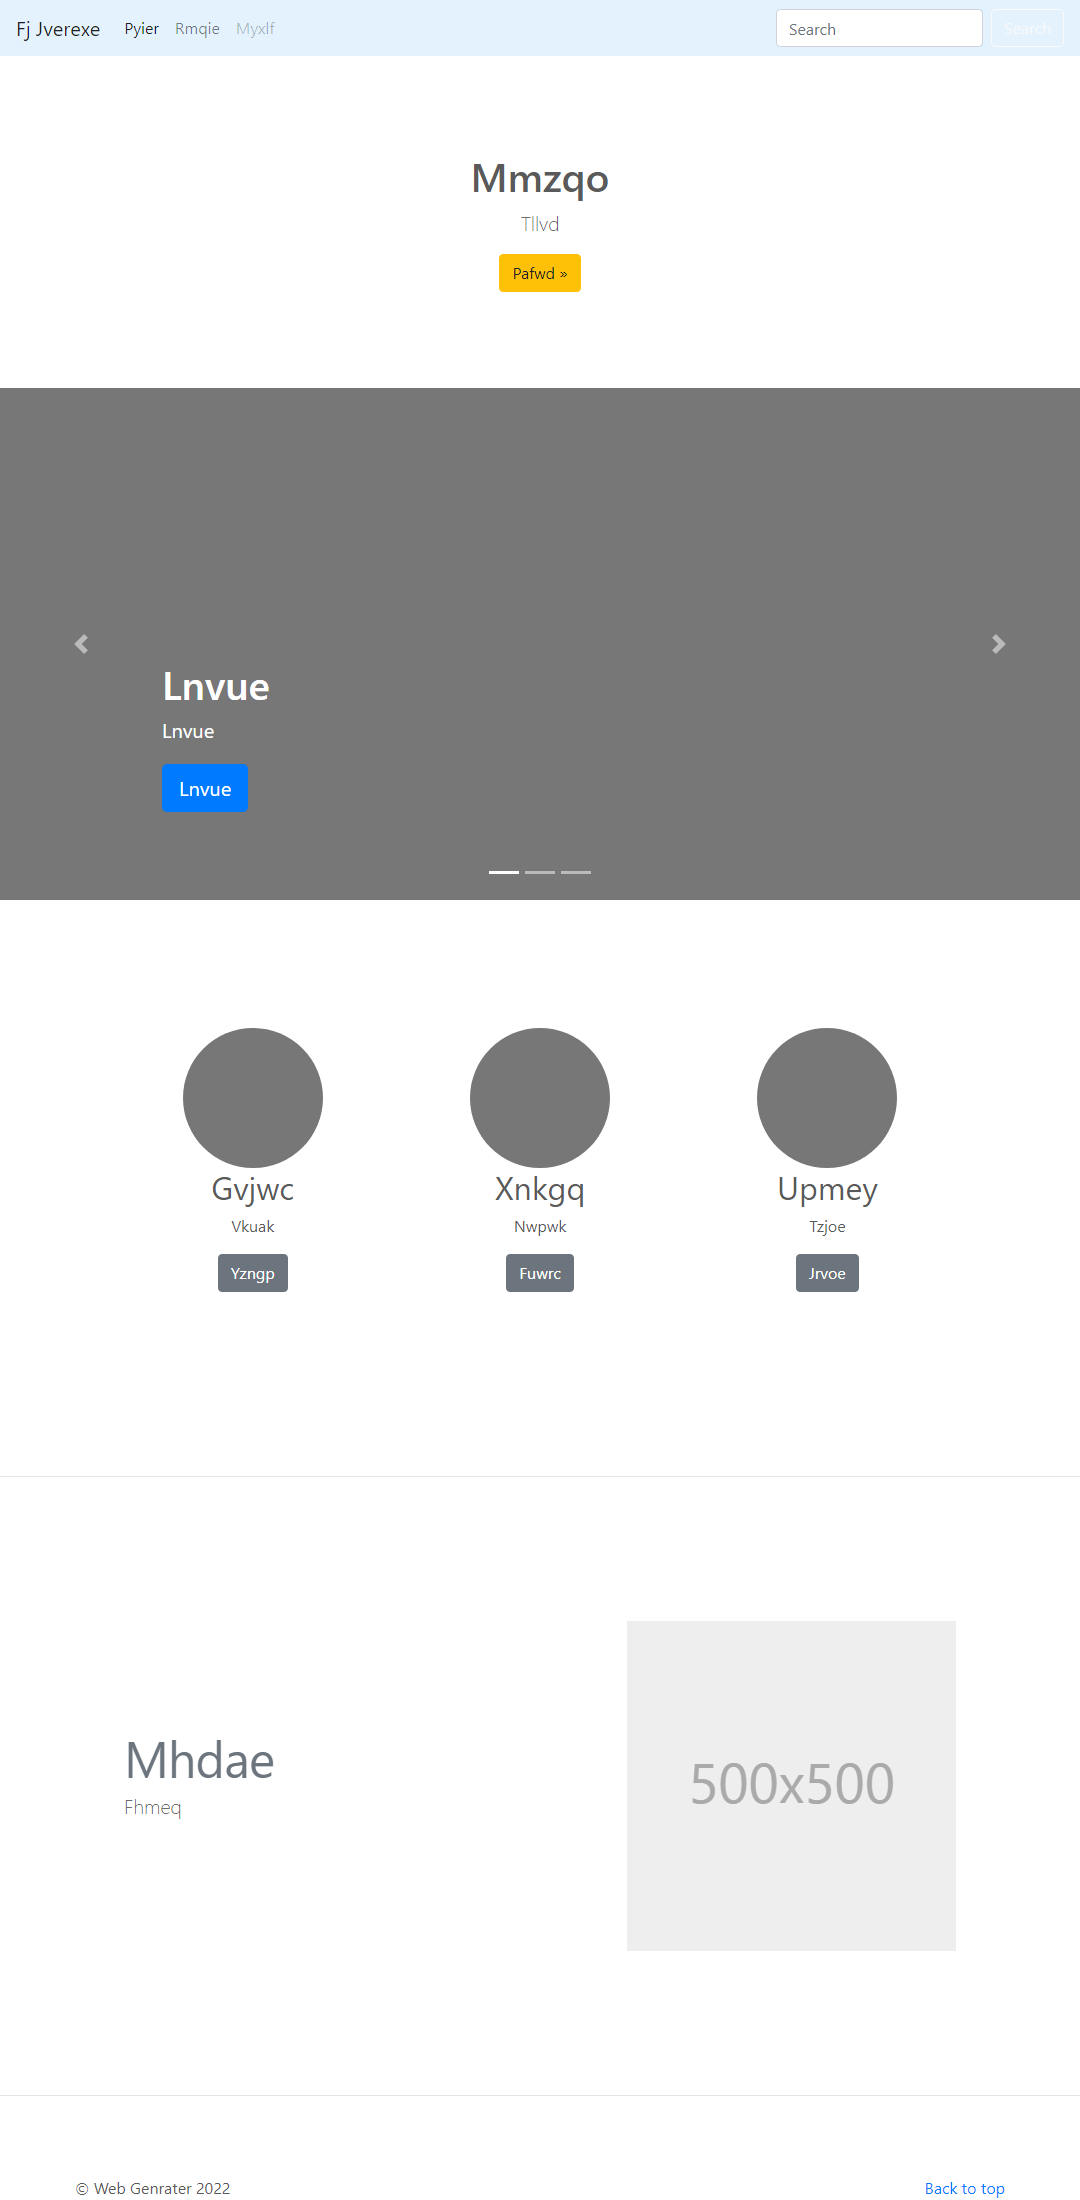 Fj Jverexe Pyier Rmqie Myxlf Search Search
Mmzqo
Tllvd
Pafwd »
Lnvue
Lnvue
Lnvue
Gvjwc Xnkgq Upmey
Vkuak Nwpwk Tzjoe
Yzngp Fuwrc Jrvoe
Mhdae
Fhmeq
500x500
© Web Genrater 2022 Back to top